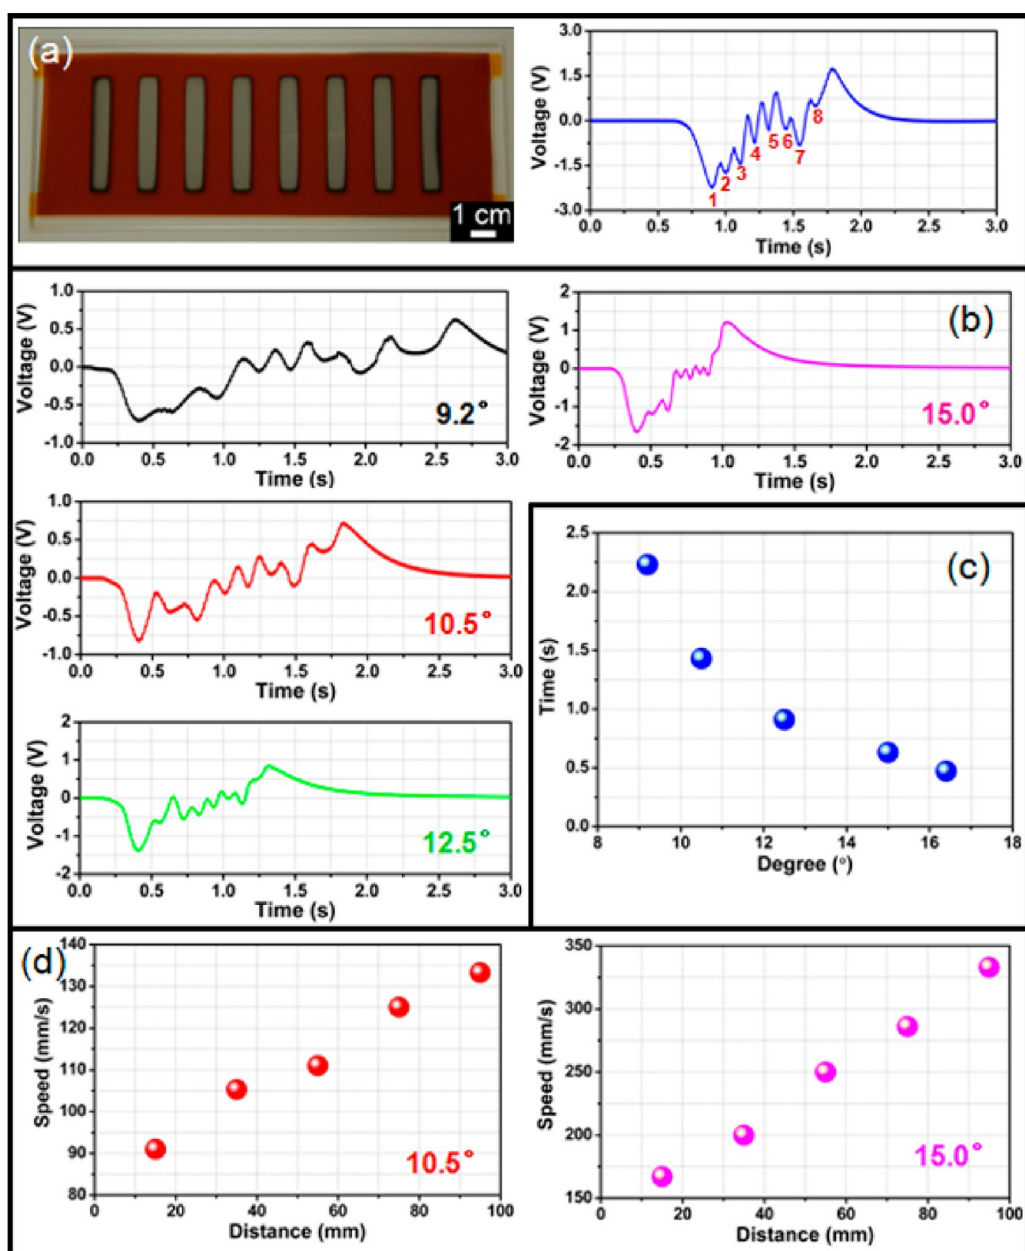 (a)
1 cm
3.0
1.5
0.0
-1.5
-3.0
Voltage (V)
1 2 3 4 5 6 7 8
0.0 0.5 1.0 1.5 2.0 2.5 3.0
Time (s)
1.0
0.5
0.0
-0.5
-1.0
Voltage (V)
9.2°
0.0 0.5 1.0 1.5 2.0 2.5 3.0
Time (s)
(b)
2
1
0
-1
-2
Voltage (V)
15.0°
0.0 0.5 1.0 1.5 2.0 2.5 3.0
Time (s)
1.0
0.5
0.0
-0.5
-1.0
Voltage (V)
10.5°
0.0 0.5 1.0 1.5 2.0 2.5 3.0
Time (s)
2
1
0
-1
-2
Voltage (V)
12.5°
0.0 0.5 1.0 1.5 2.0 2.5 3.0
Time (s)
(c)
2.5
2.0
1.5
1.0
0.5
0.0
Time (s)
8 10 12 14 16 18
Degree (°)
(d)
140
130
120
110
100
90
80
Speed (mm/s)
10.5°
0 20 40 60 80 100
Distance (mm)
350
300
250
200
150
Speed (mm/s)
15.0°
0 20 40 60 80 100
Distance (mm)